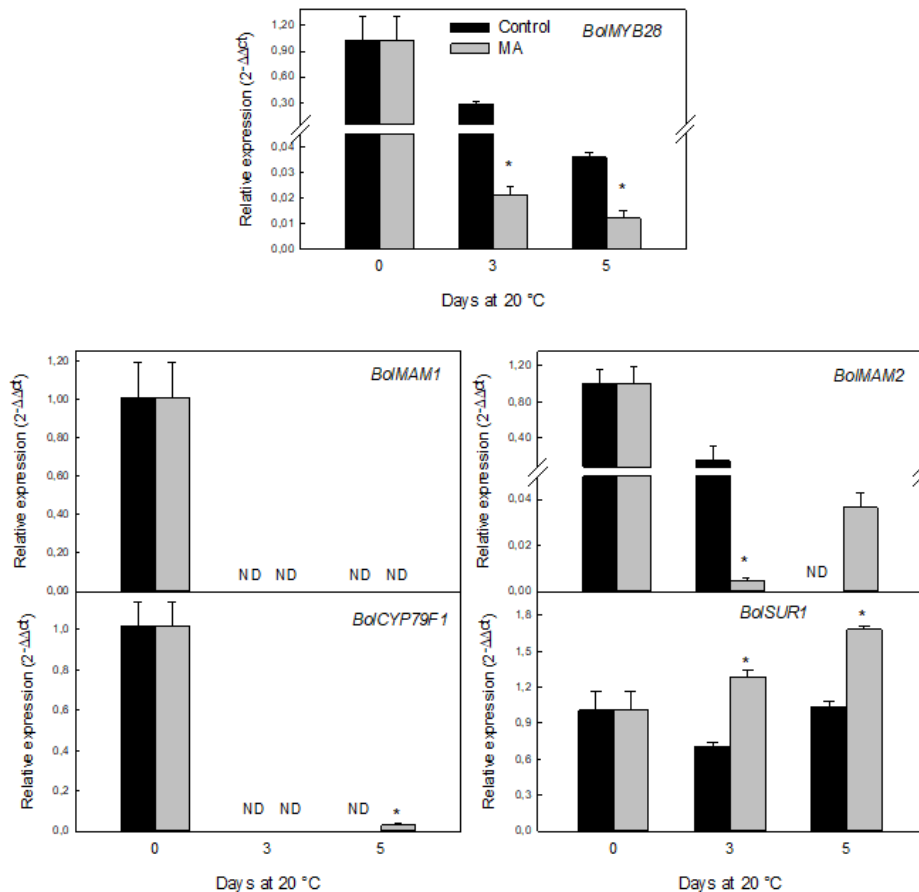 Relative expression (2-ΔΔct)
1,20
0,90
0,60
0,30
0,04
0,03
0,02
0,01
0,00
Control
MA
BolMYB28
*
*
0 3 5
Days at 20 °C
Relative expression (2-ΔΔct)
1,20
1,00
0,80
0,60
0,40
0,20
0,00
BolMAM1
ND ND ND ND
Relative expression (2-ΔΔct)
1,20
0,80
0,40
0,04
0,02
0,00
BolMAM2
*
ND
Relative expression (2-ΔΔct)
1,0
0,8
0,6
0,4
0,2
0,0
BolCYP79F1
ND ND ND *
0 3 5
Days at 20 °C
Relative expression (2-ΔΔct)
1,8
1,5
1,2
0,9
0,6
0,3
0,0
BolSUR1
*
*
0 3 5
Days at 20 °C